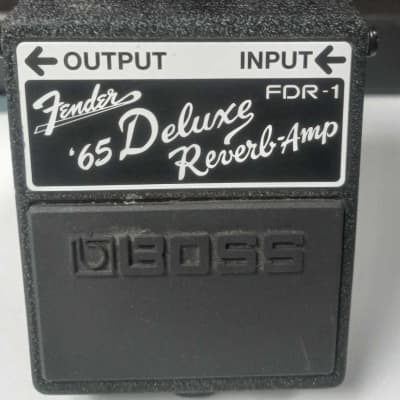 ← OUTPUT INPUT ←
FDR-1
Fender
'65 Deluxe
Reverb-Amp
BOSS